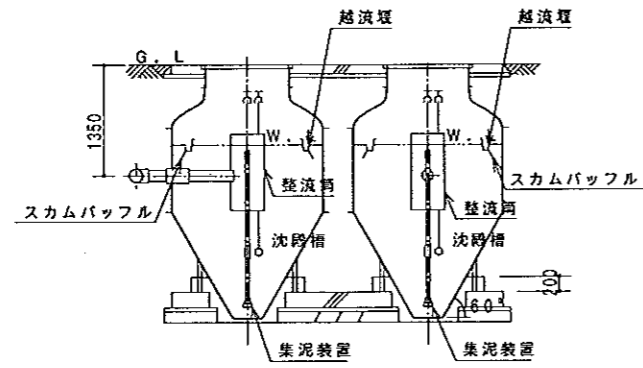 越流堰
越流堰
G.L
1350
W.
W.
整流筒
スカムバッフル
スカムバッフル
整流筒
沈殿槽
沈殿槽
200
60°
集泥装置
集泥装置